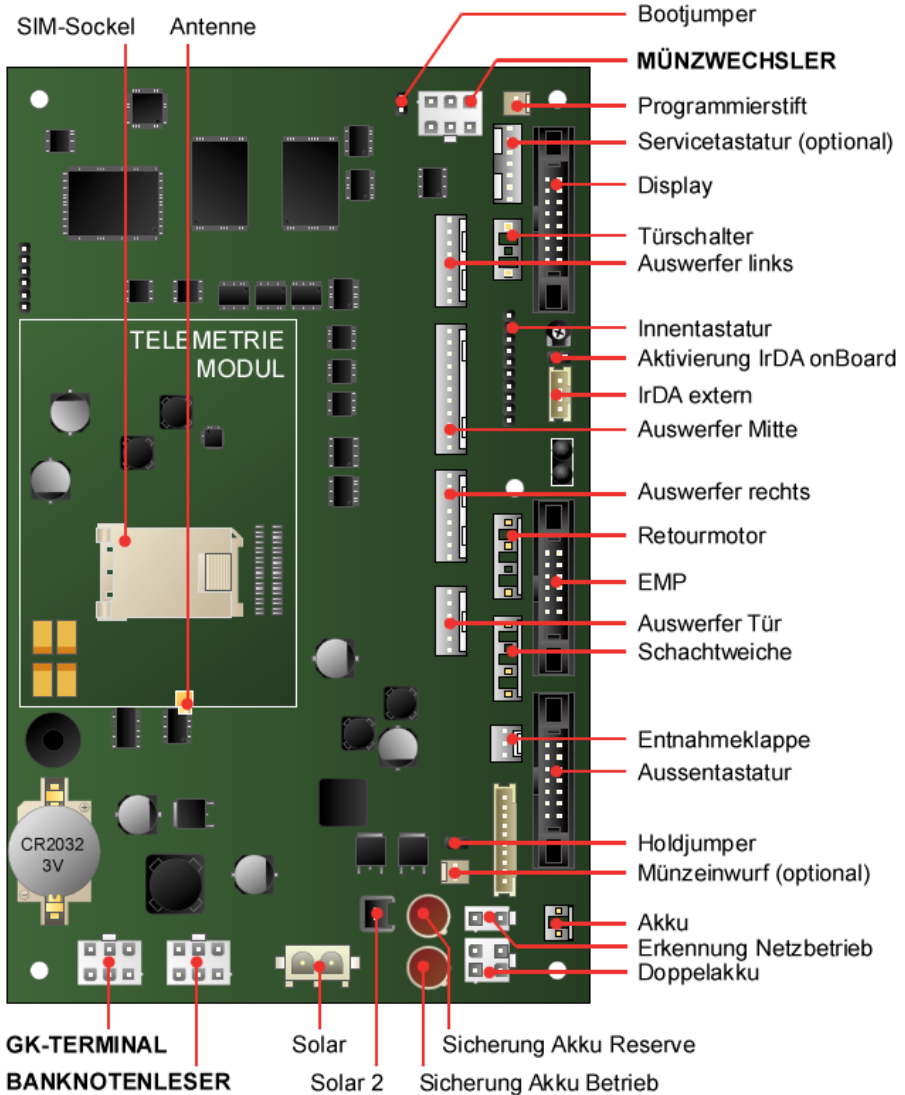 Bootjumper
SIM-Sockel
Antenne
MÜNZWECHSLER
Programmierstift
Servicetastatur (optional)
Display
Türschalter
Auswerfer links
Innentastatur
TELEMETRIE
MODUL
Aktivierung IrDA onBoard
IrDA extern
Auswerfer Mitte
Auswerfer rechts
Retourmotor
EMP
Auswerfer Tür
Schachtweiche
Entnahmeklappe
Aussentastatur
CR2032
3V
Holdjumper
Münzeinwurf (optional)
Akku
Erkennung Netzbetrieb
Doppelakku
GK-TERMINAL
Solar
Sicherung Akku Reserve
BANKNOTENLESER
Solar 2
Sicherung Akku Betrieb